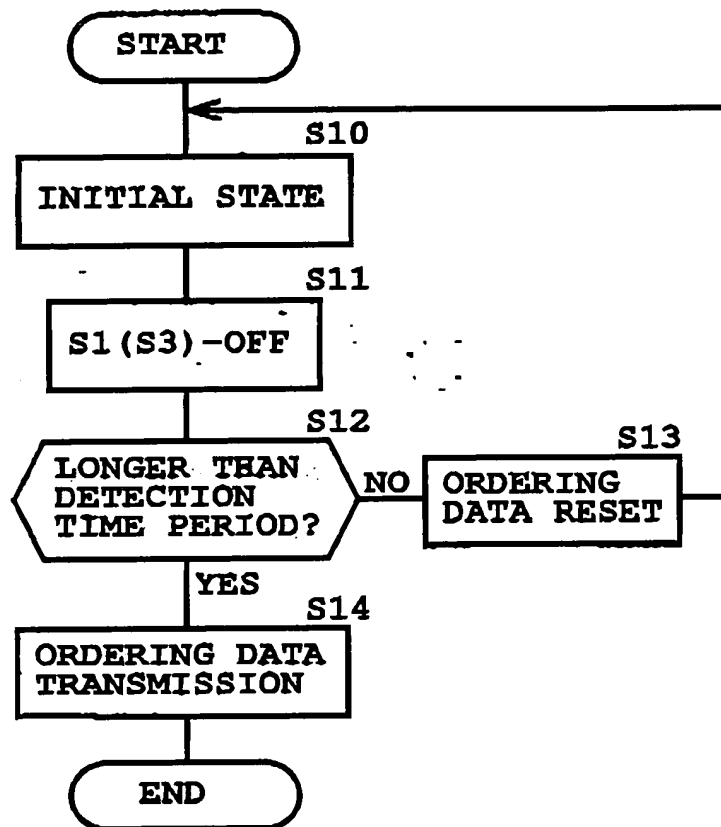 START
S10
INITIAL STATE
S11
S1(S3)-OFF
S12
LONGER THAN
DETECTION
TIME PERIOD?
NO
S13
ORDERING
DATA RESET
YES
S14
ORDERING DATA
TRANSMISSION
END